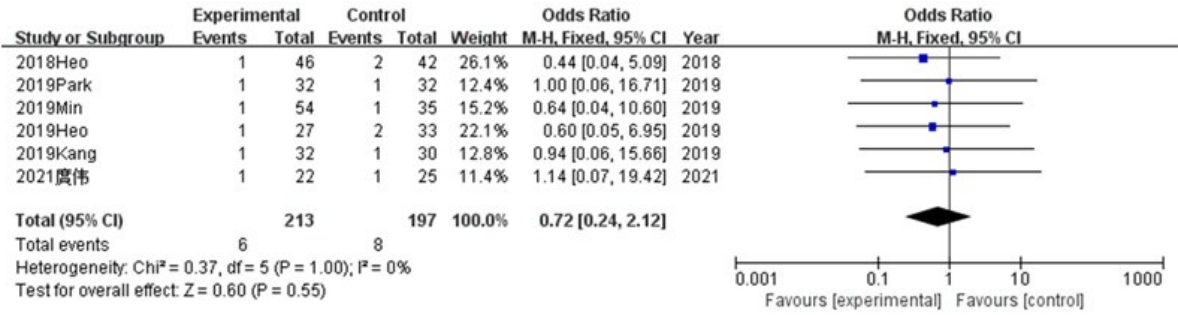 Experimental Control Odds Ratio Odds Ratio
Study or Subgroup Events Total Events Total Weight M-H, Fixed, 95% CI Year M-H, Fixed, 95% CI
2018Heo 1 46 2 42 26.1% 0.44 [0.04, 5.09] 2018
2019Park 1 32 1 32 12.4% 1.00 [0.06, 16.71] 2019
2019Min 1 54 1 35 15.2% 0.64 [0.04, 10.60] 2019
2019Heo 1 27 2 33 22.1% 0.60 [0.05, 6.95] 2019
2019Kang 1 32 1 30 12.8% 0.94 [0.06, 15.66] 2019
2021 伟 1 22 1 25 11.4% 1.14 [0.07, 19.42] 2021
Total (95% CI) 213 197 100.0% 0.72 [0.24, 2.12]
Total events 6 8
Heterogeneity: Chi² = 0.37, df = 5 (P = 1.00); I² = 0%
Test for overall effect: Z = 0.60 (P = 0.55)
0.001 0.1 1 10 1000
Favours [experimental] Favours [control]